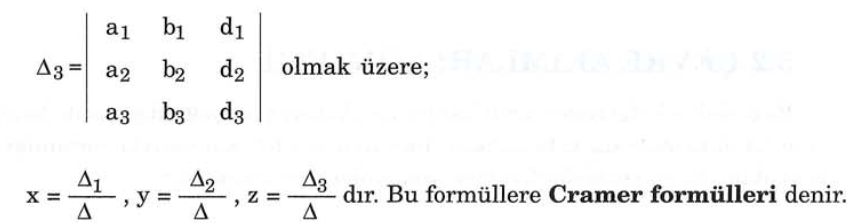 Δ₃ = | a₁ b₁ d₁ |
| a₂ b₂ d₂ | olmak üzere;
| a₃ b₃ d₃ |
x = Δ₁/Δ , y = Δ₂/Δ , z = Δ₃/Δ dır. Bu formüllere Cramer formülleri denir.